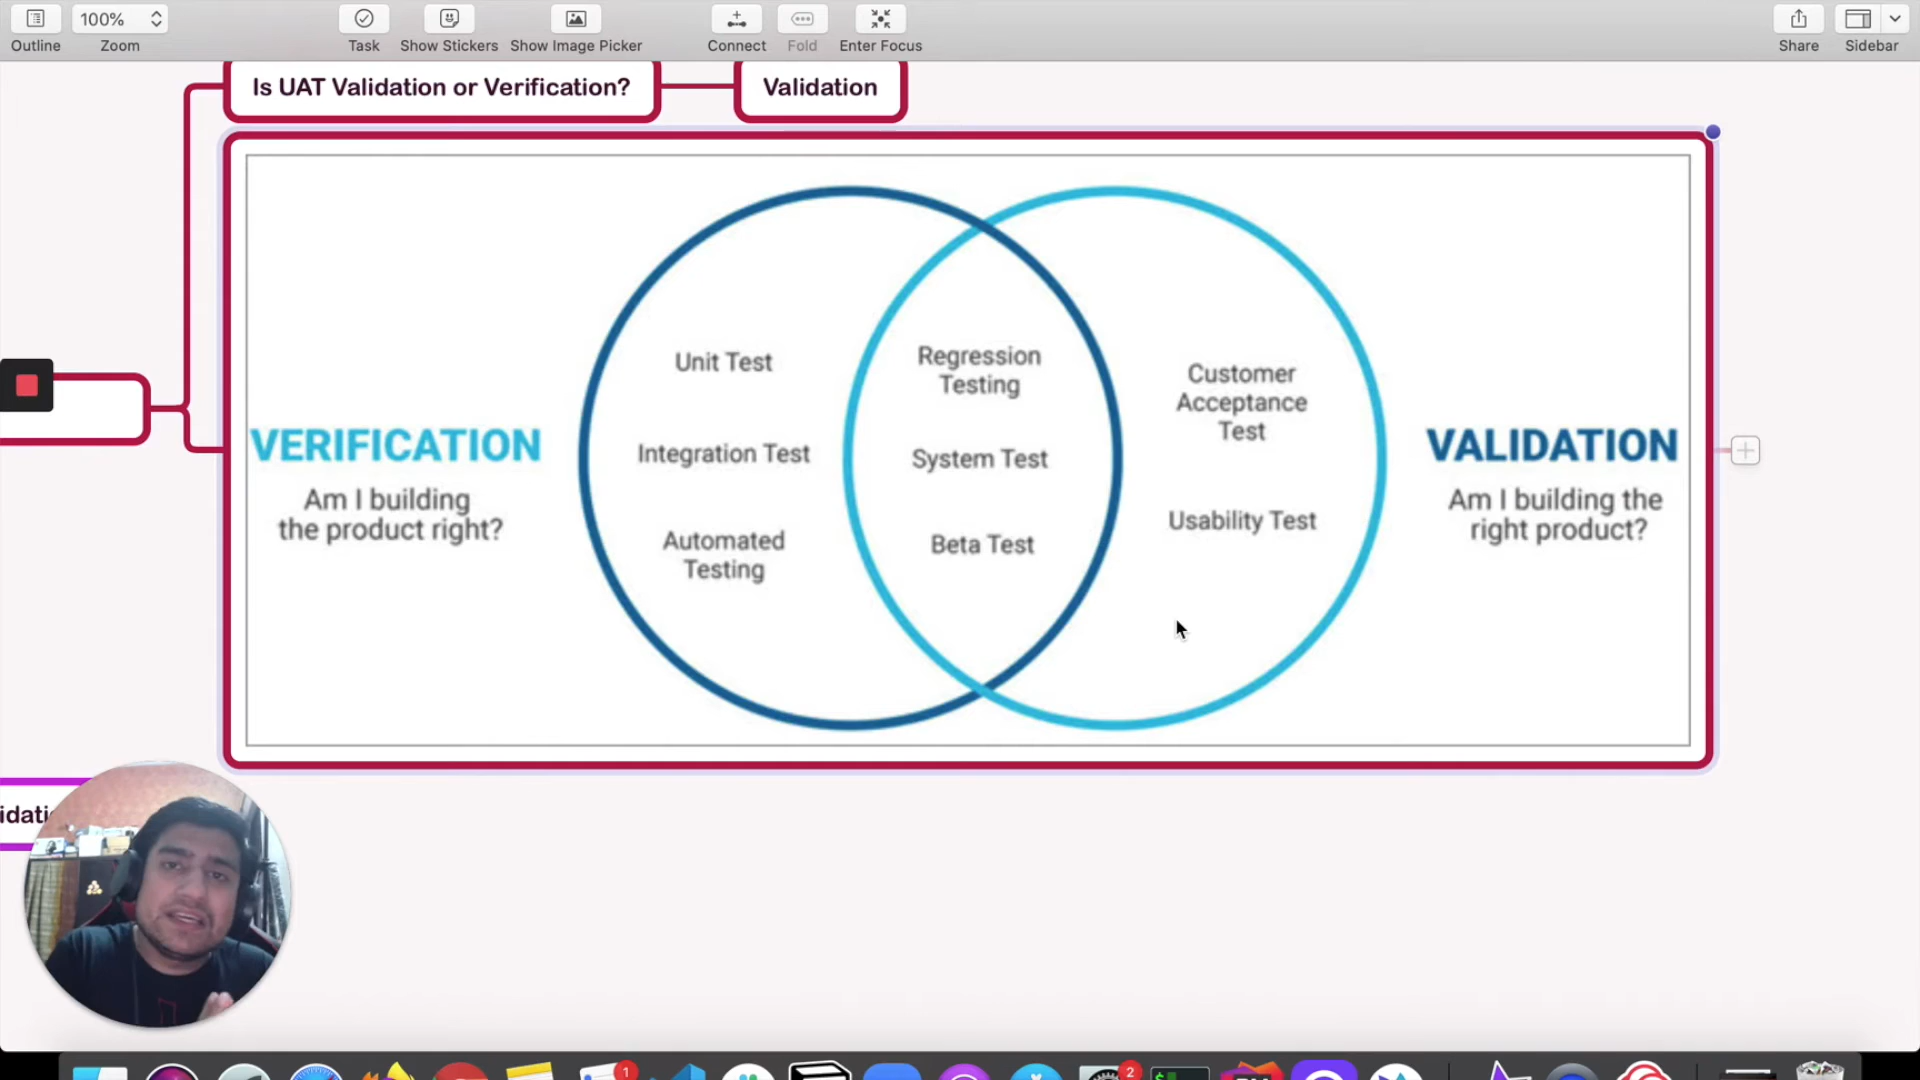 100%
Outline
Zoom
Task
Show Stickers
Show Image Picker
Connect
Fold
Enter Focus
Share
Sidebar
Is UAT Validation or Verification?
Validation
VERIFICATION
Am I building
the product right?
Unit Test
Integration Test
Automated
Testing
Regression
Testing
System Test
Beta Test
Customer
Acceptance
Test
Usability Test
VALIDATION
Am I building the
right product?
1
2